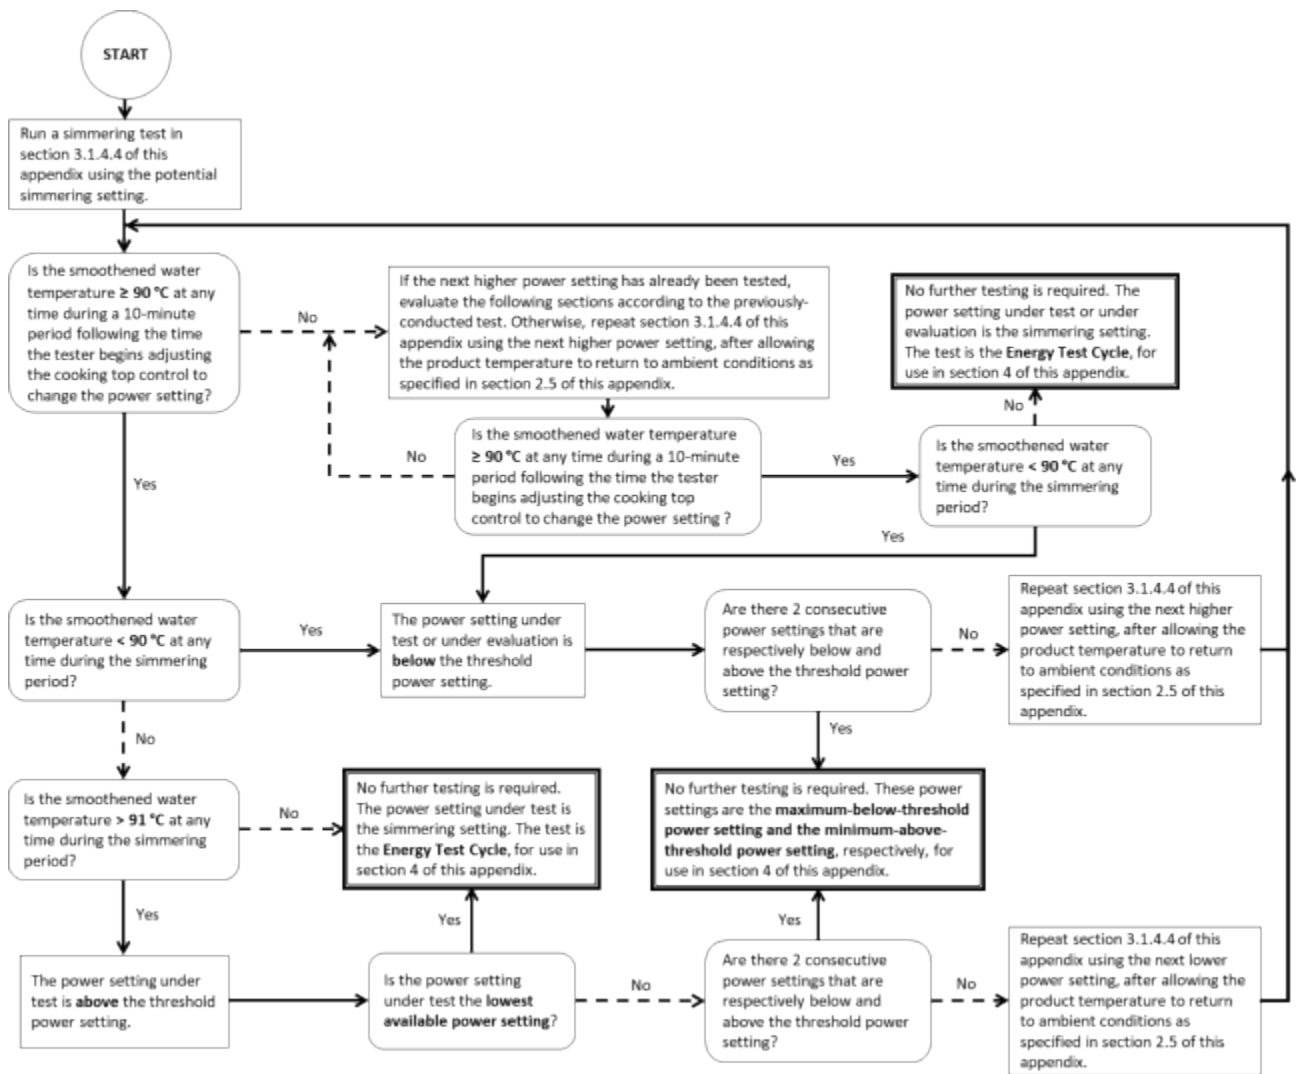 START
Run a simmering test in
section 3.1.4.4 of this
appendix using the potential
simmering setting.
Is the smoothened water
temperature ≥ 90 °C at any
time during a 10-minute
period following the time
the tester begins adjusting
the cooking top control to
change the power setting?
No
If the next higher power setting has already been tested,
evaluate the following sections according to the previously-
conducted test. Otherwise, repeat section 3.1.4.4 of this
appendix using the next higher power setting, after allowing
the product temperature to return to ambient conditions as
specified in section 2.5 of this appendix.
No further testing is required. The
power setting under test or under
evaluation is the simmering setting.
The test is the Energy Test Cycle, for
use in section 4 of this appendix.
No
No
Is the smoothened water temperature
≥ 90 °C at any time during a 10-minute
period following the time the tester
begins adjusting the cooking top
control to change the power setting ?
Yes
Is the smoothened water
temperature < 90 °C at any
time during the simmering
period?
Yes
Yes
Is the smoothened water
temperature < 90 °C at any
time during the simmering
period?
Yes
The power setting under
test or under evaluation is
below the threshold
power setting.
Are there 2 consecutive
power settings that are
respectively below and
above the threshold power
setting?
No
Repeat section 3.1.4.4 of this
appendix using the next higher
power setting, after allowing the
product temperature to return
to ambient conditions as
specified in section 2.5 of this
appendix.
No
Yes
Is the smoothened water
temperature > 91 °C at any
time during the simmering
period?
No
No further testing is required.
The power setting under test is
the simmering setting. The test is
the Energy Test Cycle, for use in
section 4 of this appendix.
No further testing is required. These power
settings are the maximum-below-threshold
power setting and the minimum-above-
threshold power setting, respectively, for
use in section 4 of this appendix.
Yes
Yes
Yes
The power setting under
test is above the threshold
power setting.
Is the power setting
under test the lowest
available power setting?
No
Are there 2 consecutive
power settings that are
respectively below and
above the threshold power
setting?
No
Repeat section 3.1.4.4 of this
appendix using the next lower
power setting, after allowing the
product temperature to return
to ambient conditions as
specified in section 2.5 of this
appendix.